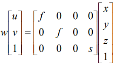 w [u v 1] = [f 0 0 0; 0 f 0 0; 0 0 0 s] [x y z 1]